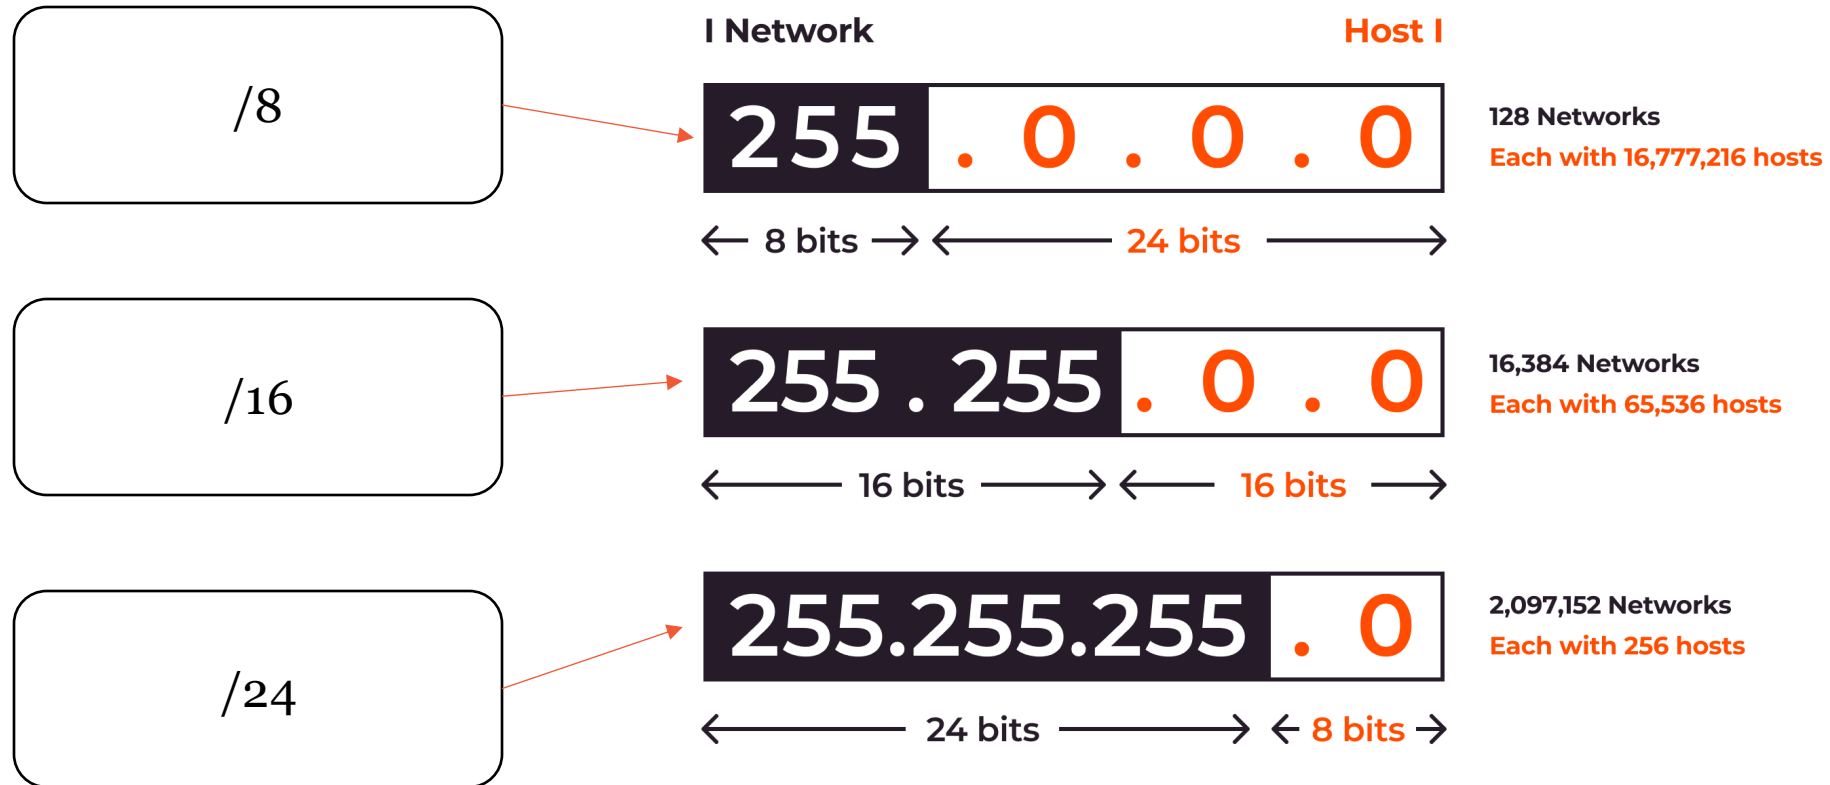 I Network
Host I
/8
255 . 0 . 0 . 0
128 Networks
Each with 16,777,216 hosts
8 bits
24 bits
/16
255 . 255 . 0 . 0
16,384 Networks
Each with 65,536 hosts
16 bits
16 bits
/24
255.255.255 . 0
2,097,152 Networks
Each with 256 hosts
24 bits
8 bits